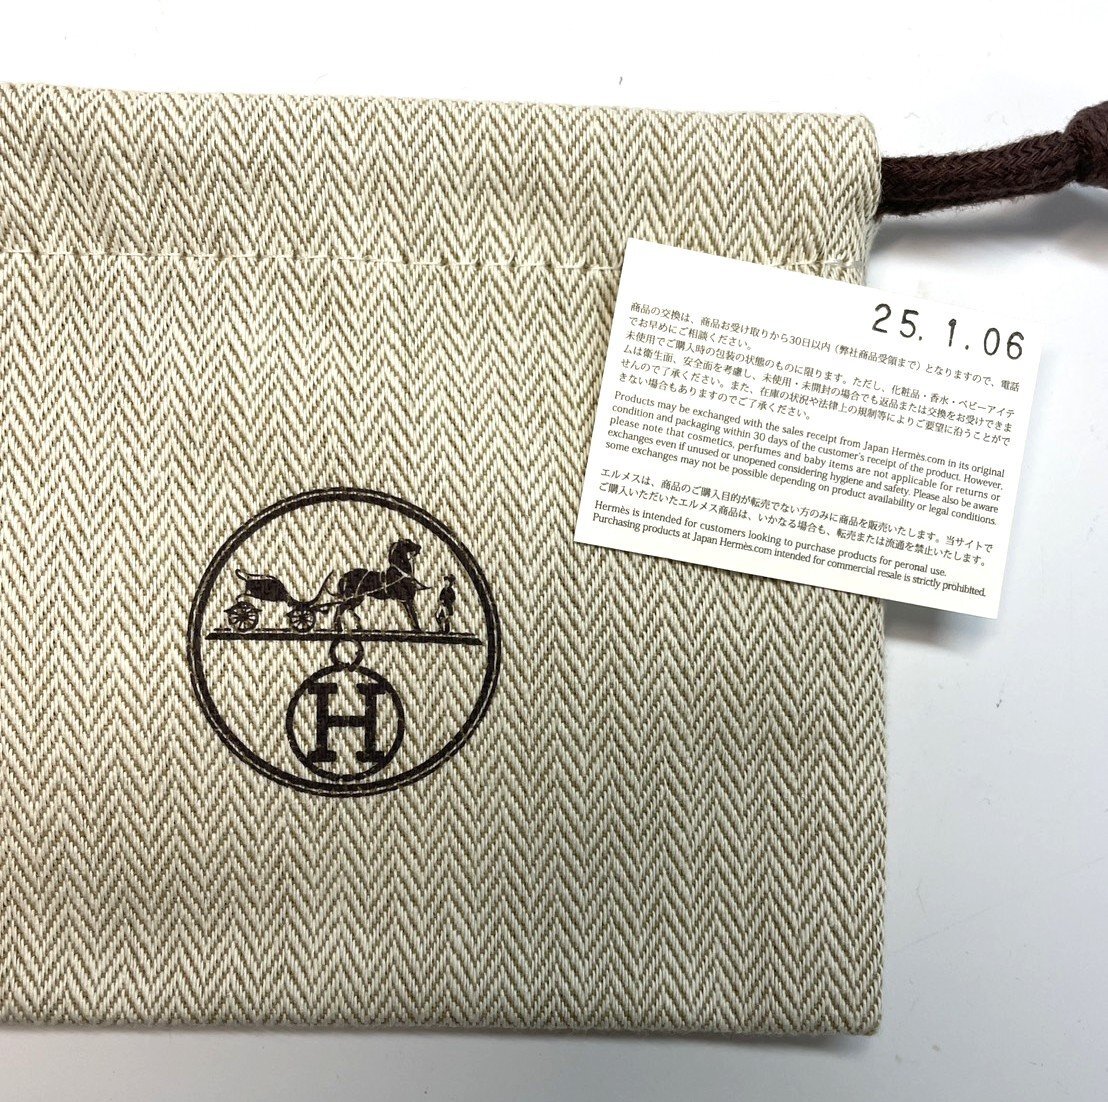 25. 1. 06
商品の交換は、商品お受け取りから30日以内（弊社商品受領まで）となりますので、電話
でお早めにご相談ください。
未使用でご購入時の包装の状態のものに限ります。ただし、化粧品・香水・ベビーアイテ
ムは衛生面、安全面を考慮し、未使用・未開封の場合でも返品または交換をお受けできま
せんので了承ください。また、在庫の状況や法律上の規制等によりご要望に沿うことがで
きない場合もありますのでご了承ください。
Products may be exchanged with the sales receipt from Japan Hermès.com in its original
condition and packaging within 30 days of the customer's receipt of the product. However,
please note that cosmetics, perfumes and baby items are not applicable for returns or
exchanges even if unused or unopened considering hygiene and safety. Please also be aware
some exchanges may not be possible depending on product availability or legal conditions.
エルメスは、商品のご購入目的が転売でない方のみに商品を販売いたします。当サイトで
ご購入いただいたエルメス商品は、いかなる場合も、転売または流通を禁止いたします。
Hermès is intended for customers looking to purchase products for peronal use.
Purchasing products at Japan Hermès.com intended for commercial resale is strictly prohibited.
H